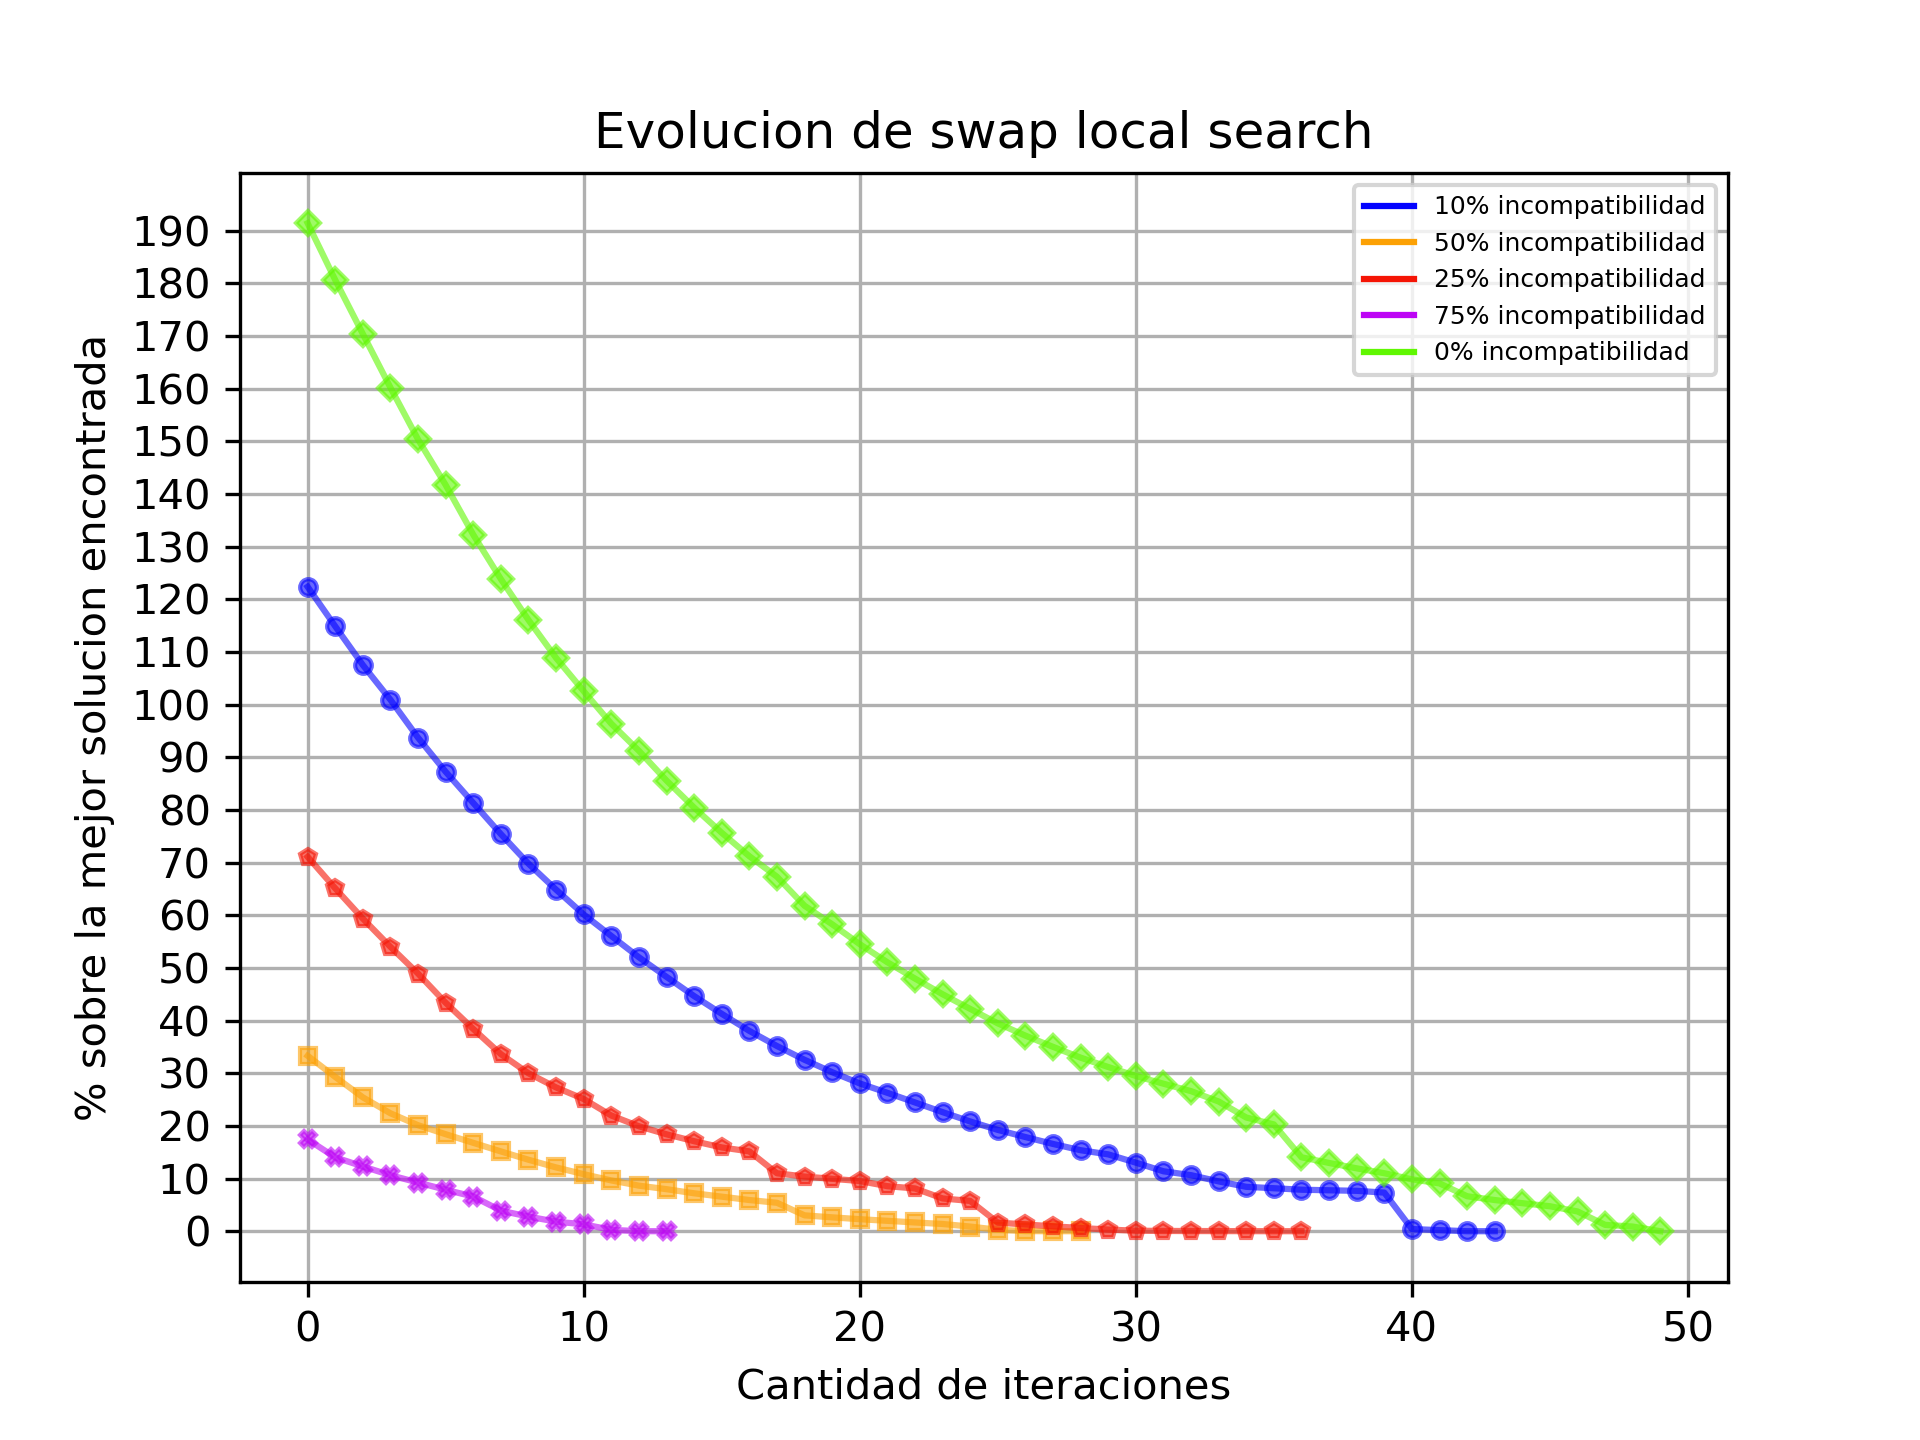 Evolucion de swap local search
10% incompatibilidad
50% incompatibilidad
25% incompatibilidad
75% incompatibilidad
0% incompatibilidad
% sobre la mejor solucion encontrada
190
180
170
160
150
140
130
120
110
100
90
80
70
60
50
40
30
20
10
0
0 10 20 30 40 50
Cantidad de iteraciones